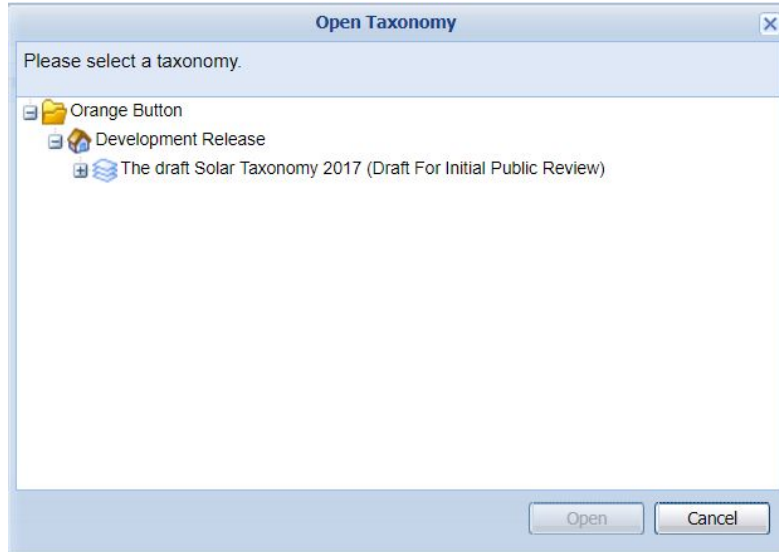 Open Taxonomy
Please select a taxonomy.
Orange Button
Development Release
The draft Solar Taxonomy 2017 (Draft For Initial Public Review)
Open
Cancel